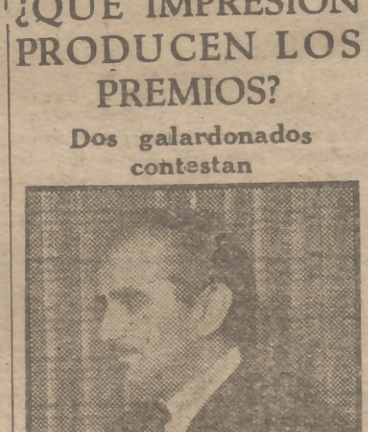 ¿QUE IMPRESION
PRODUCEN LOS
PREMIOS?
Dos galardonados
contestan